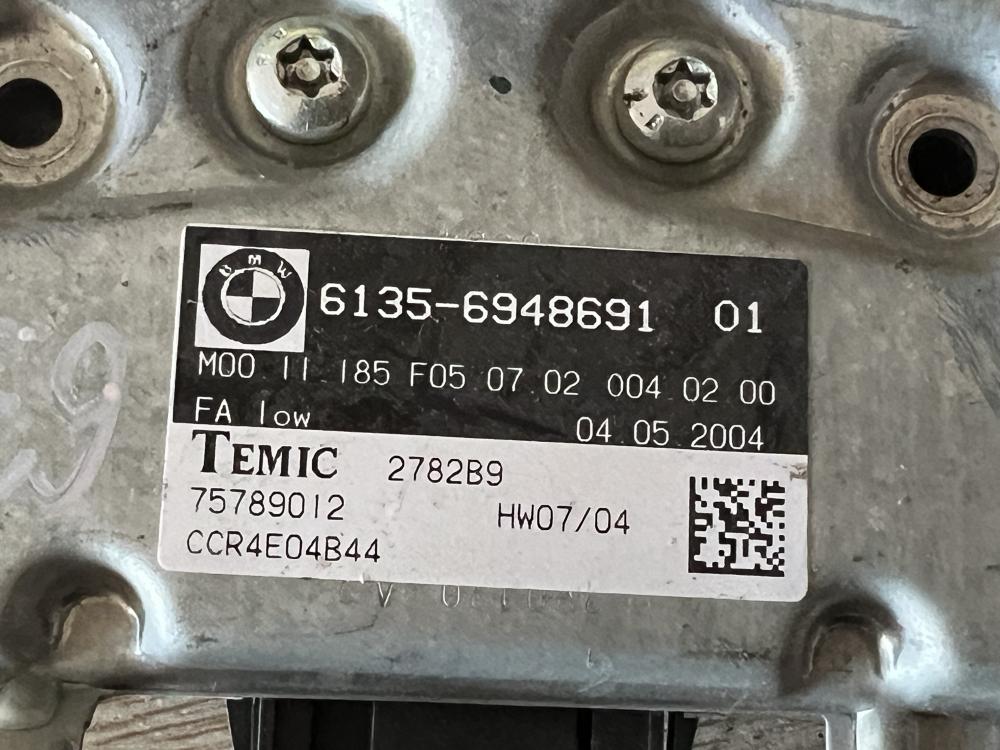 BMW
6135-6948691 01
M00 11 185 F05 07 02 004 02 00
FA low 04 05 2004
TEMIC 2782B9
75789012 HW07/04
CCR4E04B44